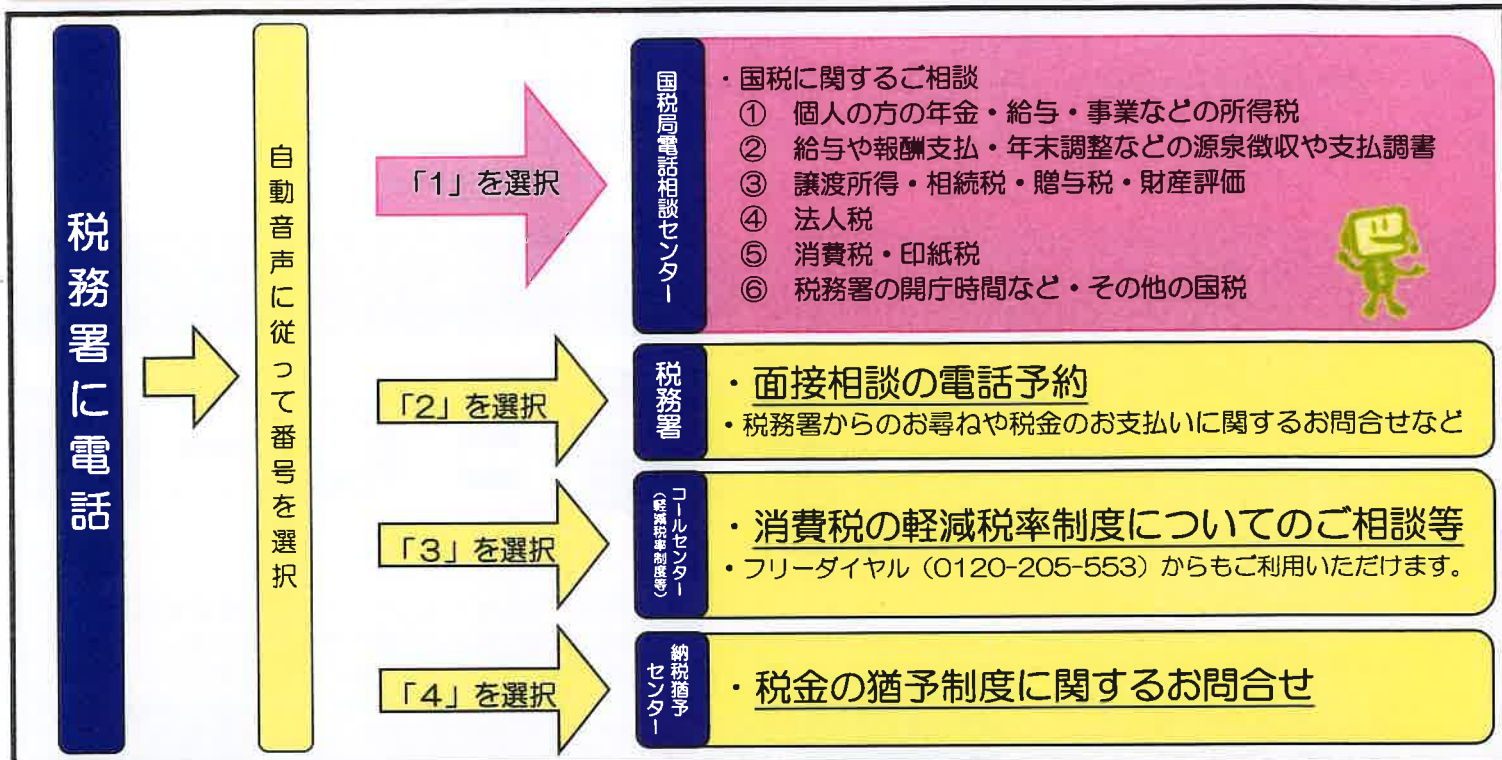 税務署に電話
自動音声に従って番号を選択
「1」を選択
国税局電話相談センター
・国税に関するご相談
① 個人の方の年金・給与・事業などの所得税
② 給与や報酬支払・年末調整などの源泉徴収や支払調書
③ 譲渡所得・相続税・贈与税・財産評価
④ 法人税
⑤ 消費税・印紙税
⑥ 税務署の開庁時間など・その他の国税
「2」を選択
税務署
・面接相談の電話予約
・税務署からのお尋ねや税金のお支払いに関するお問合せなど
「3」を選択
コールセンター
（軽減税率制度等）
・消費税の軽減税率制度についてのご相談等
・フリーダイヤル（0120-205-553）からもご利用いただけます。
「4」を選択
納税猶予
センター
・税金の猶予制度に関するお問合せ